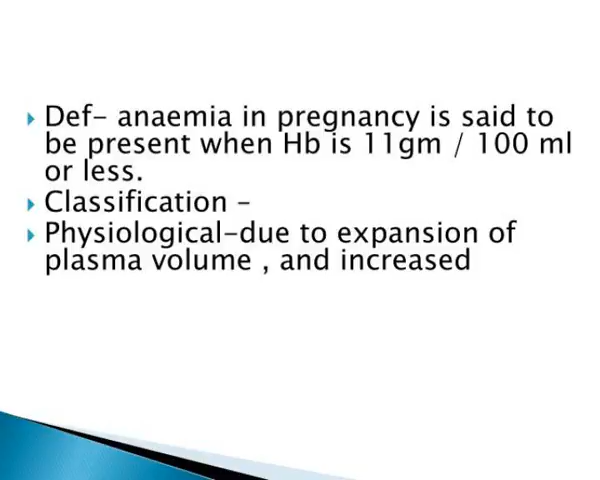 Def– anaemia in pregnancy is said to
be present when Hb is 11gm / 100 ml
or less.
Classification –
Physiological–due to expansion of
plasma volume , and increased